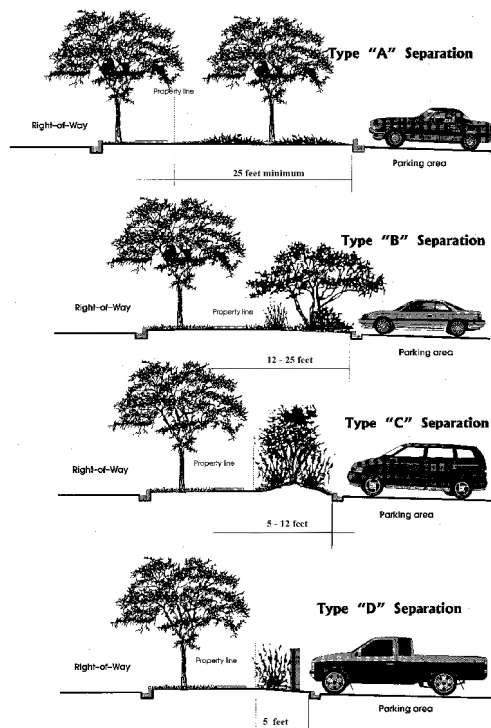 Type "A" Separation
Property line
Right-of-Way
Parking area
25 feet minimum
Type "B" Separation
Property line
Right-of-Way
Parking area
12 - 25 feet
Type "C" Separation
Property line
Right-of-Way
Parking area
5 - 12 feet
Type "D" Separation
Property line
Right-of-Way
Parking area
5 feet